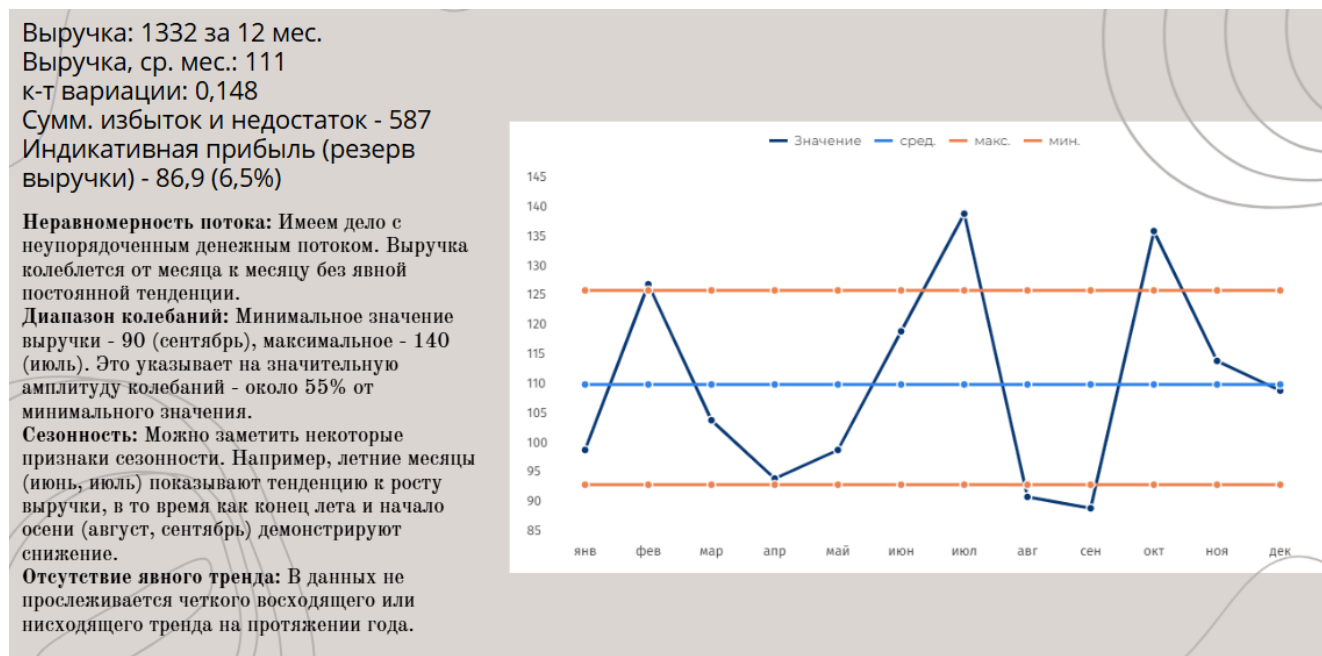 Выручка: 1332 за 12 мес.
Выручка, ср. мес.: 111
к-т вариации: 0,148
Сумм. избыток и недостаток - 587
Индикативная прибыль (резерв
выручки) - 86,9 (6,5%)
Неравномерность потока: Имеем дело с
неупорядоченным денежным потоком. Выручка
колеблется от месяца к месяцу без явной
постоянной тенденции.
Диапазон колебаний: Минимальное значение
выручки - 90 (сентябрь), максимальное - 140
(июль). Это указывает на значительную
амплитуду колебаний - около 55% от
минимального значения.
Сезонность: Можно заметить некоторые
признаки сезонности. Например, летние месяцы
(июнь, июль) показывают тенденцию к росту
выручки, в то время как конец лета и начало
осени (август, сентябрь) демонстрируют
снижение.
Отсутствие явного тренда: В данных не
прослеживается четкого восходящего или
нисходящего тренда на протяжении года.
Значение сред. макс. мин.
145
140
135
130
125
120
115
110
105
100
95
90
85
янв фев мар апр май июн июл авг сен окт ноя дек